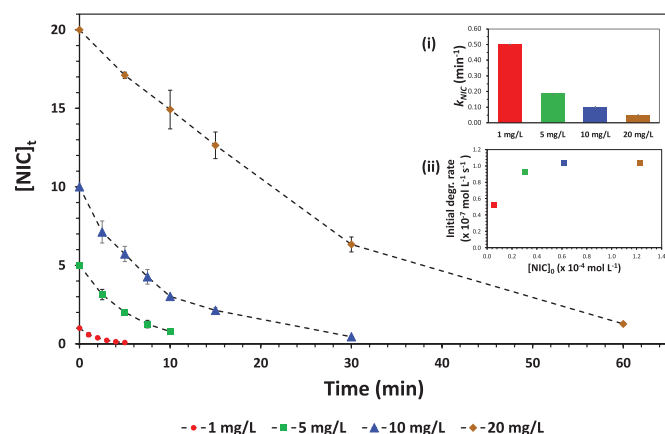 20
15
10
5
0
[NIC]t
0 10 20 30 40 50 60
Time (min)
(i)
0.60
0.50
0.40
0.30
0.20
0.10
0.00
kNIC (min-1)
1 mg/L 5 mg/L 10 mg/L 20 mg/L
(ii)
1.2
1.0
0.8
0.6
0.4
0.2
0.0
Initial degr. rate
(x 10-7 mol L-1 s-1)
0.0 0.2 0.4 0.6 0.8 1.0 1.2 1.4
[NIC]0 (x 10-4 mol L-1)
1 mg/L 5 mg/L 10 mg/L 20 mg/L